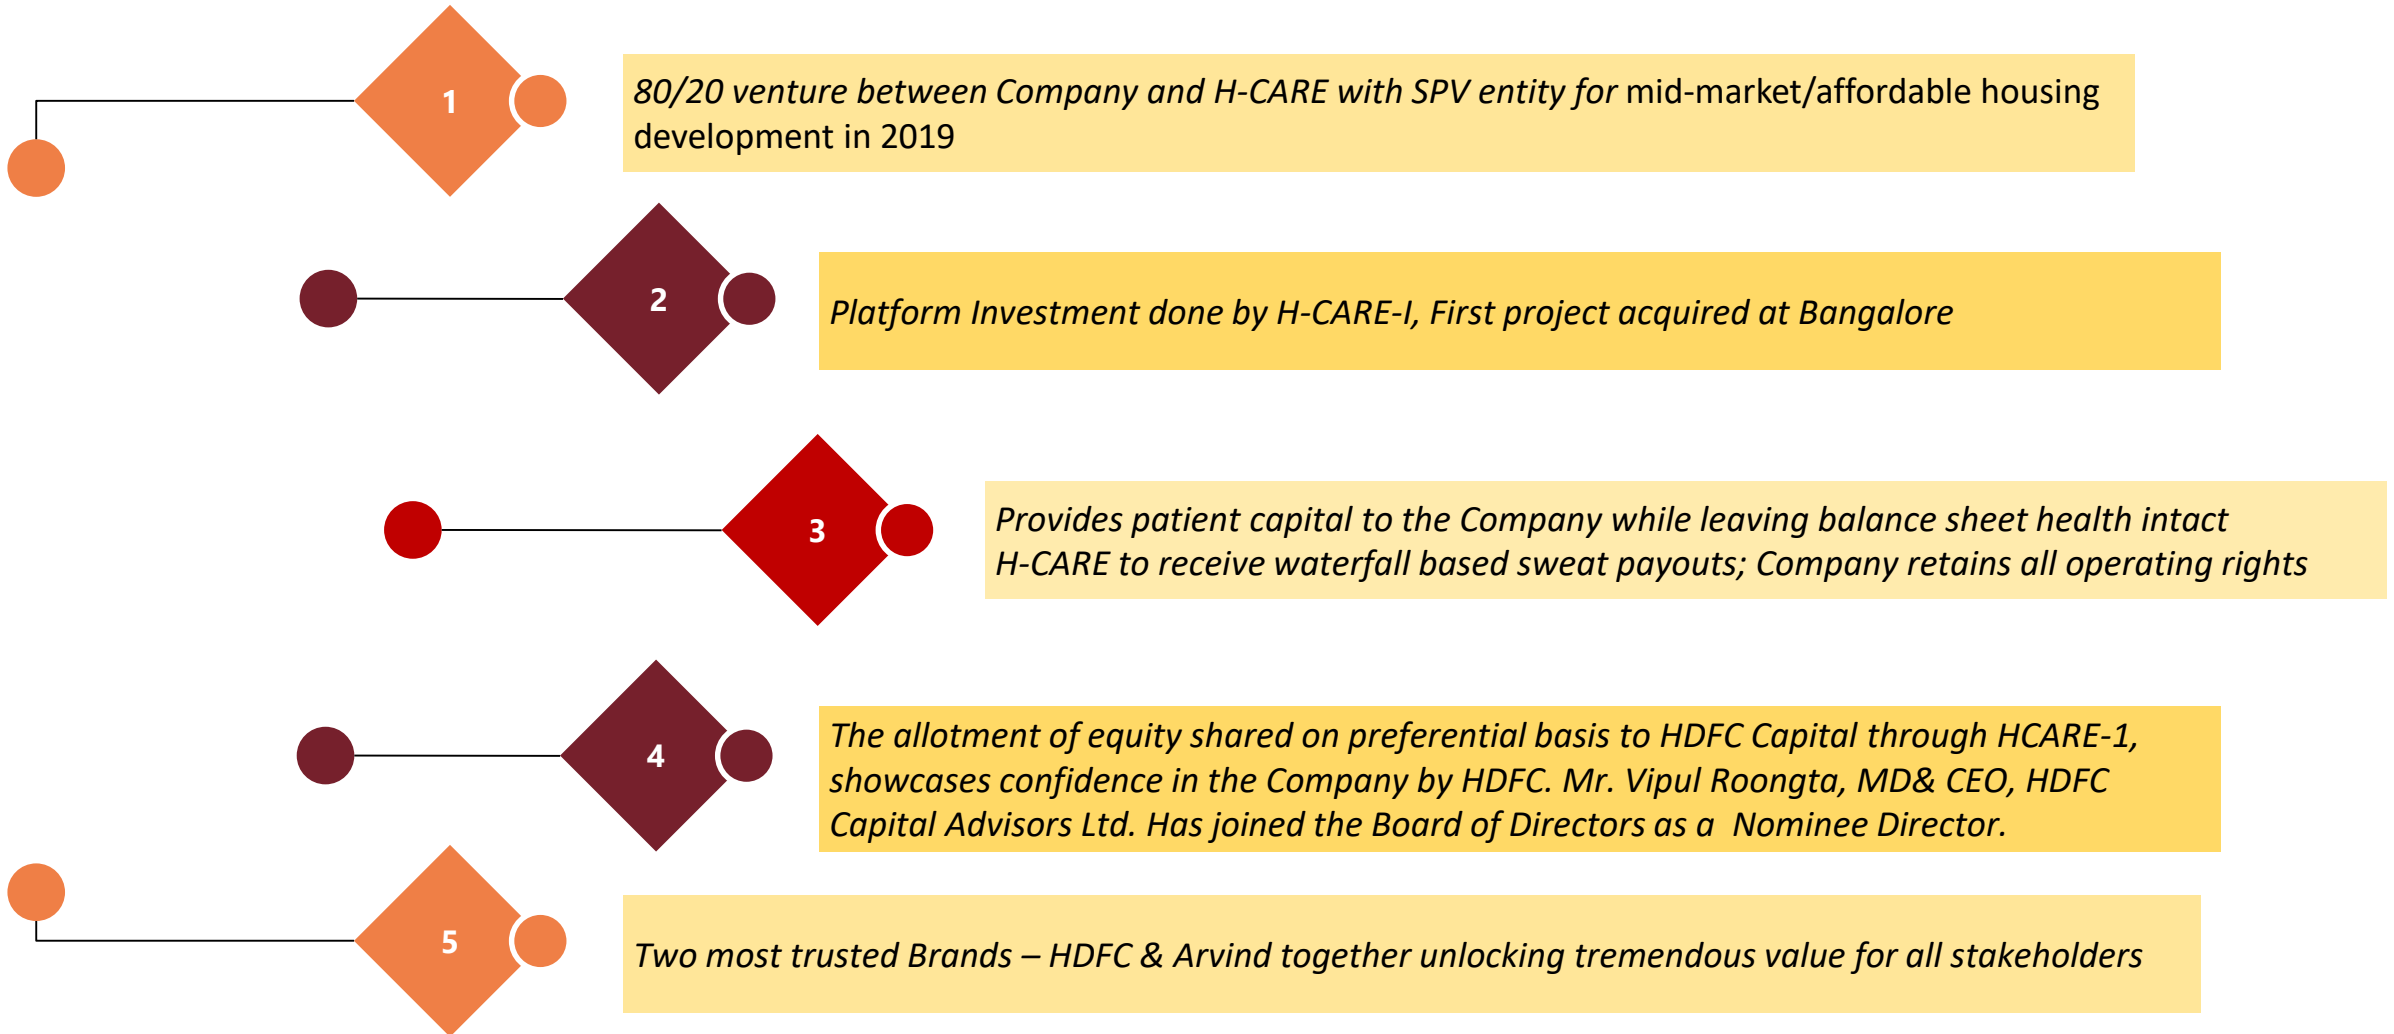 1
80/20 venture between Company and H-CARE with SPV entity for mid-market/affordable housing
development in 2019
2
Platform Investment done by H-CARE-I, First project acquired at Bangalore
3
Provides patient capital to the Company while leaving balance sheet health intact
H-CARE to receive waterfall based sweat payouts; Company retains all operating rights
4
The allotment of equity shared on preferential basis to HDFC Capital through HCARE-1,
showcases confidence in the Company by HDFC. Mr. Vipul Roongta, MD& CEO, HDFC
Capital Advisors Ltd. Has joined the Board of Directors as a  Nominee Director.
5
Two most trusted Brands – HDFC & Arvind together unlocking tremendous value for all stakeholders